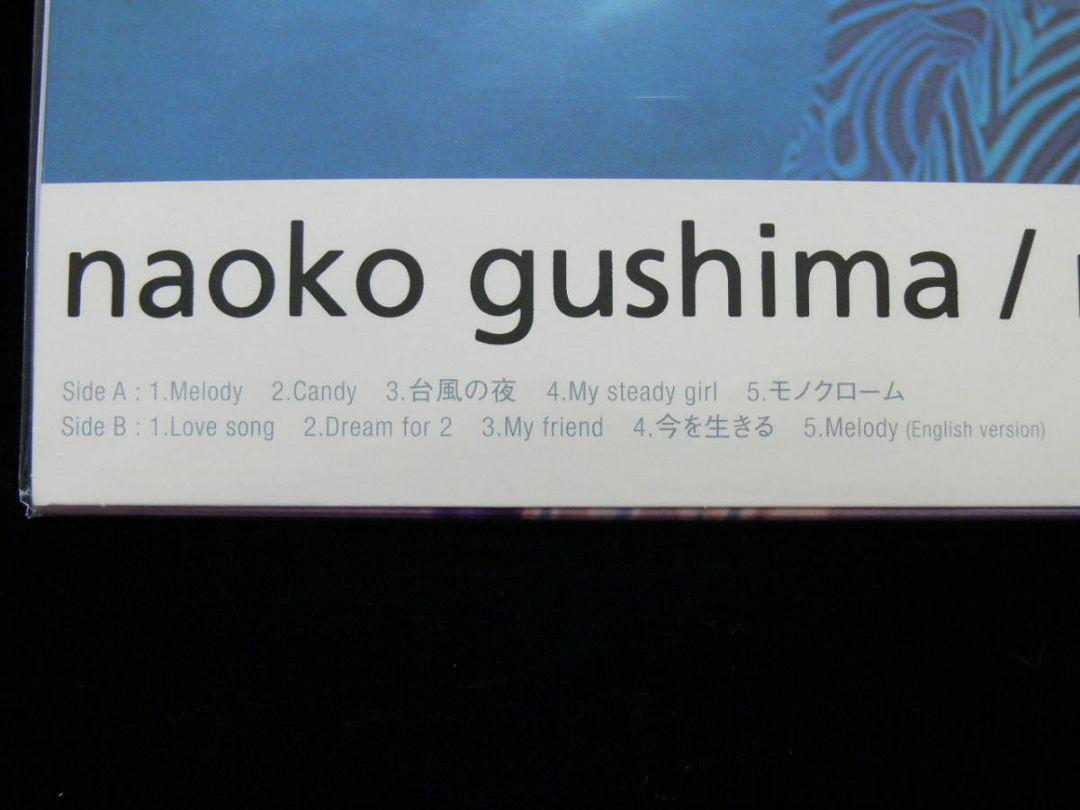 naoko gushima /
Side A : 1.Melody 2.Candy 3.台風の夜 4.My steady girl 5.モノクローム
Side B : 1.Love song 2.Dream for 2 3.My friend 4.今を生きる 5.Melody (English version)